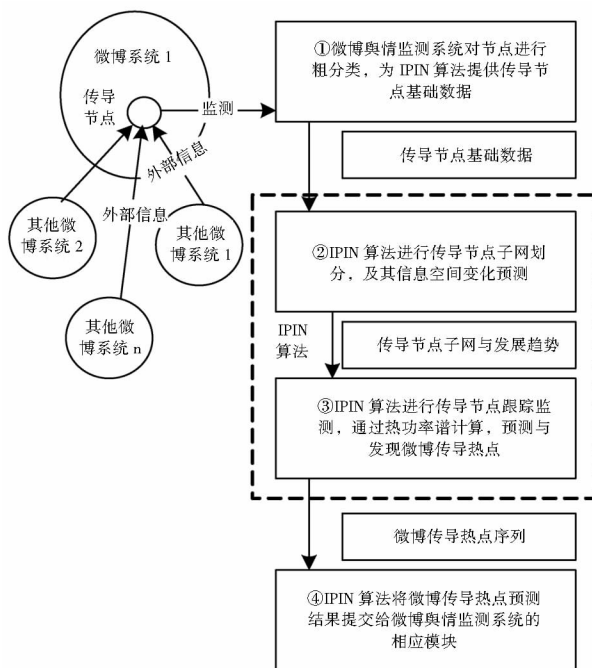 微博系统 1
传导
节点
监测
外部信息
外部信息
其他微
博系统 2
其他微
博系统 1
其他微
博系统 n
①微博舆情监测系统对节点进行
粗分类，为 IPIN 算法提供传导节
点基础数据
传导节点基础数据
②IPIN 算法进行传导节点子网划
分，及其信息空间变化预测
IPIN
算法
传导节点子网与发展趋势
③IPIN 算法进行传导节点跟踪监
测，通过热功率谱计算，预测与
发现微博传导热点
微博传导热点序列
④IPIN 算法将微博传导热点预测
结果提交给微博舆情监测系统的
相应模块